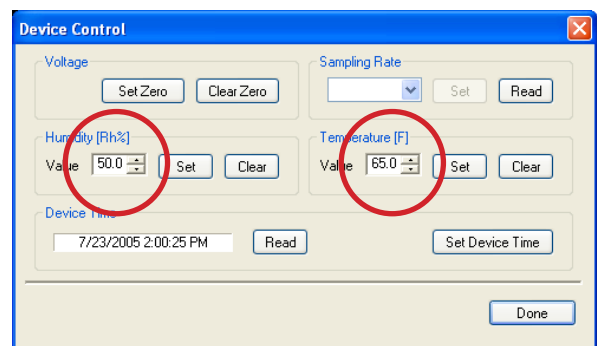 Device Control
Voltage
Set Zero Clear Zero
Sampling Rate
Set Read
Humidity [Rh%]
Value 50.0 Set Clear
Temperature [F]
Value 65.0 Set Clear
Device Time
7/23/2005 2:00:25 PM Read Set Device Time
Done